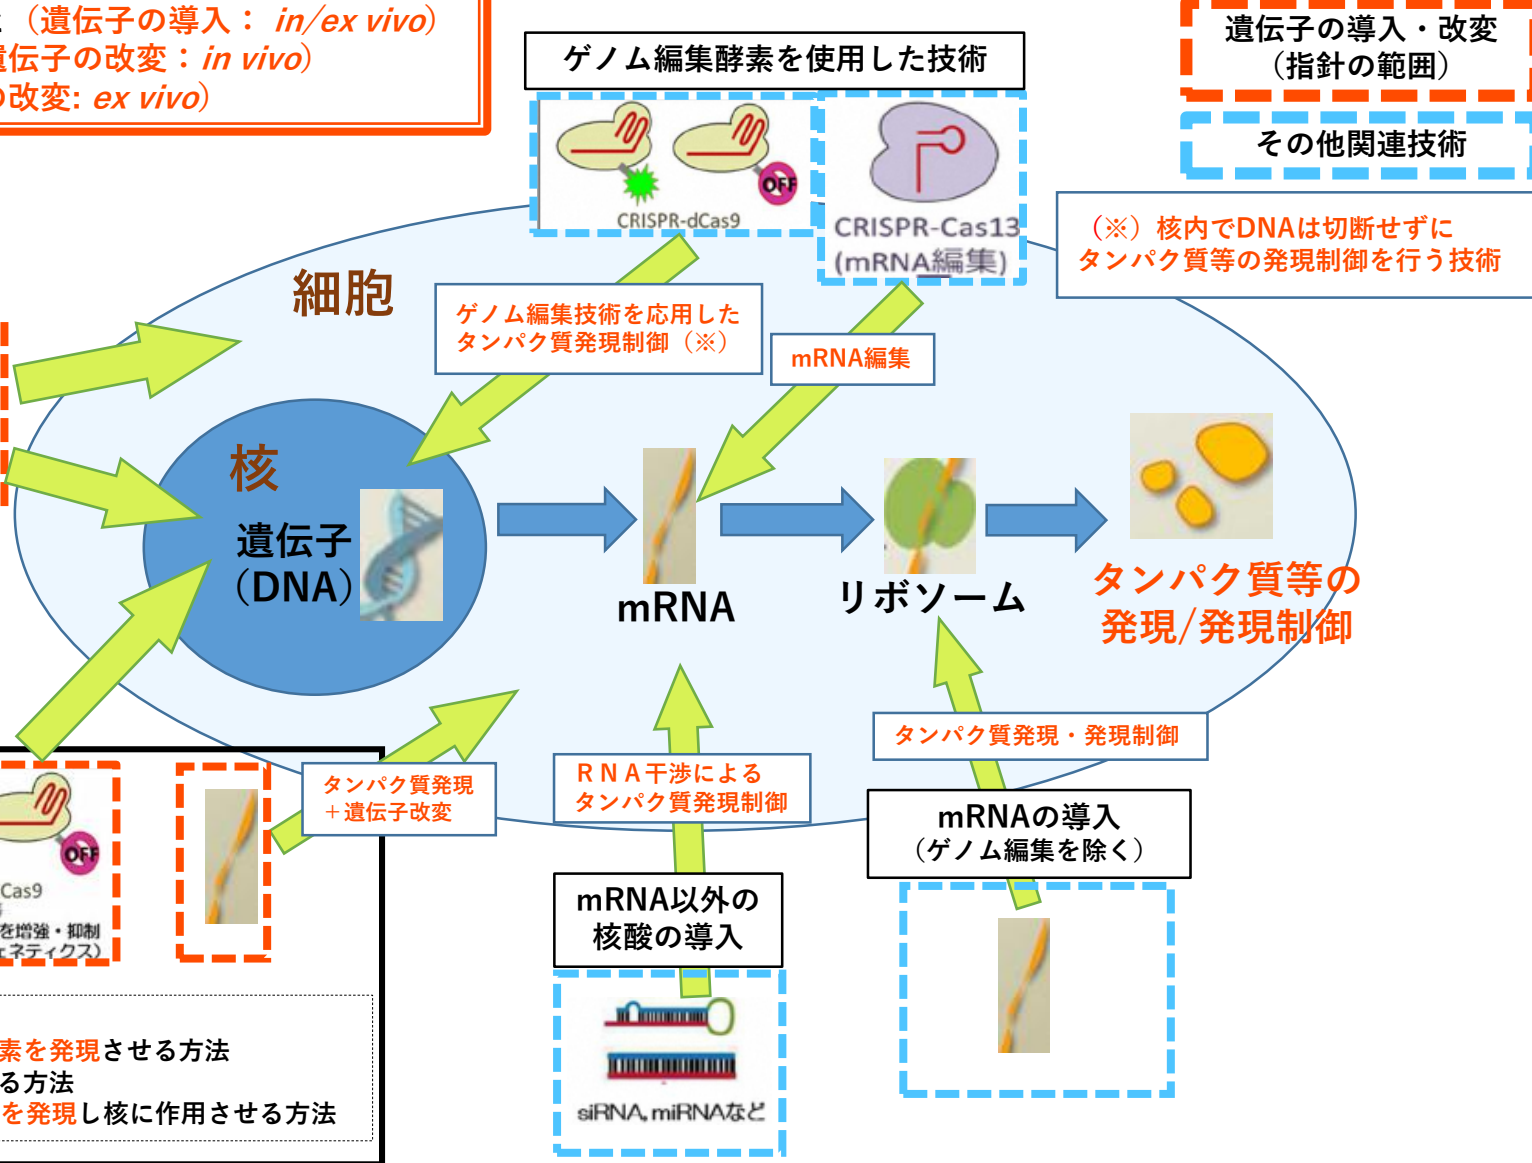 （遺伝子の導入： in/ex vivo）
遺伝子の改変：in vivo）
の改変: ex vivo）
ゲノム編集酵素を使用した技術
CRISPR-dCas9
OFF
CRISPR-Cas13
(mRNA編集)
遺伝子の導入・改変
（指針の範囲）
その他関連技術
（※）核内でDNAは切断せずに
タンパク質等の発現制御を行う技術
細胞
ゲノム編集技術を応用した
タンパク質発現制御（※）
mRNA編集
核
遺伝子
（DNA）
mRNA
リボソーム
タンパク質等の
発現/発現制御
タンパク質発現
＋遺伝子改変
ＲＮＡ干渉による
タンパク質発現制御
タンパク質発現・発現制御
OFF
Cas9
を増強・抑制
ェネティクス)
mRNA以外の
核酸の導入
siRNA, miRNAなど
mRNAの導入
（ゲノム編集を除く）
素を発現させる方法
る方法
を発現し核に作用させる方法